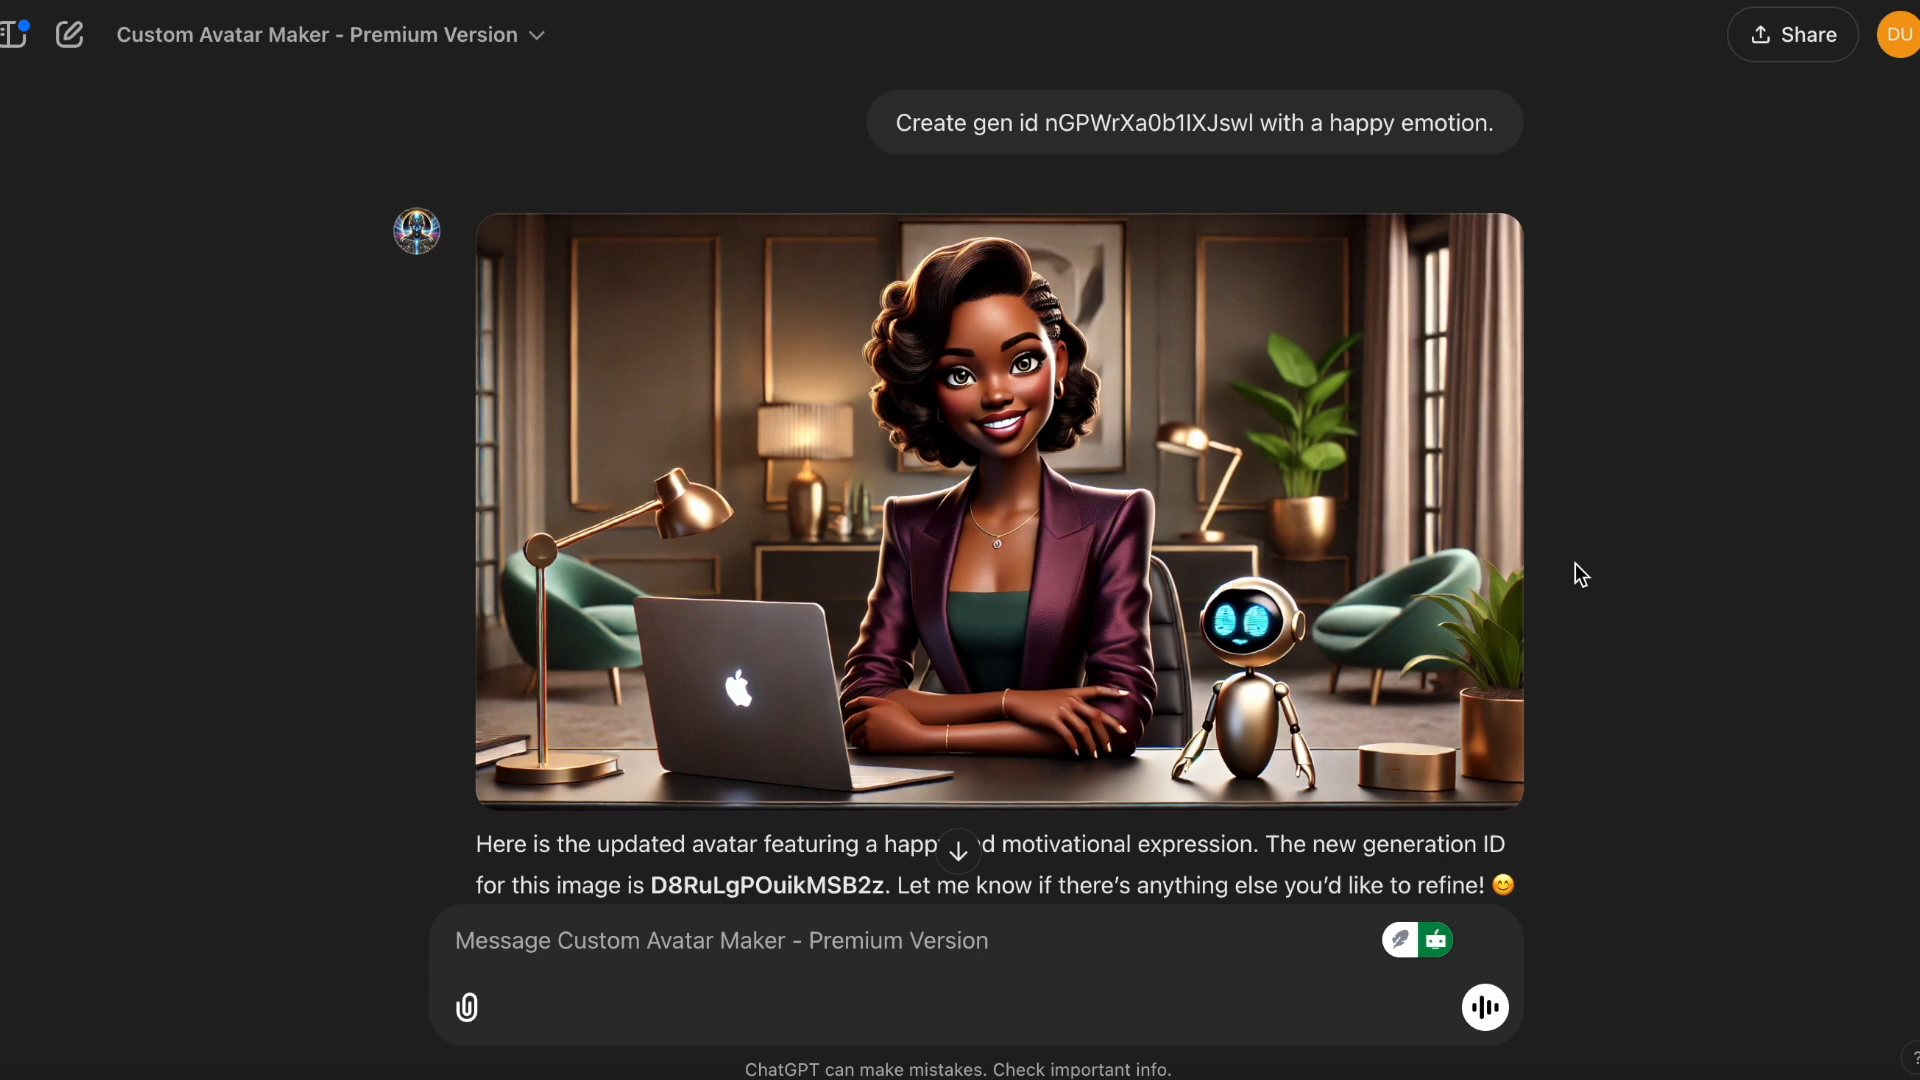 Custom Avatar Maker - Premium Version
Share
DU
Create gen id nGPWrXa0b1IXJswl with a happy emotion.
Here is the updated avatar featuring a happ d motivational expression. The new generation ID
for this image is D8RuLgPOuikMSB2z. Let me know if there’s anything else you’d like to refine! 😊
Message Custom Avatar Maker - Premium Version
ChatGPT can make mistakes. Check important info.
?